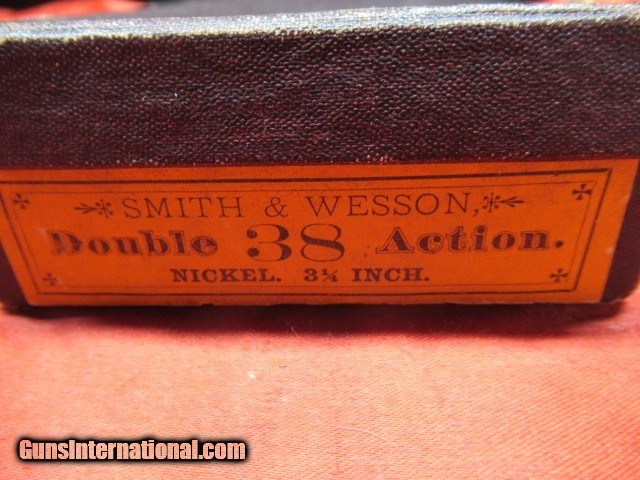 SMITH & WESSON,
Double 38 Action.
NICKEL. 3¼ INCH.
GunsInternational.com